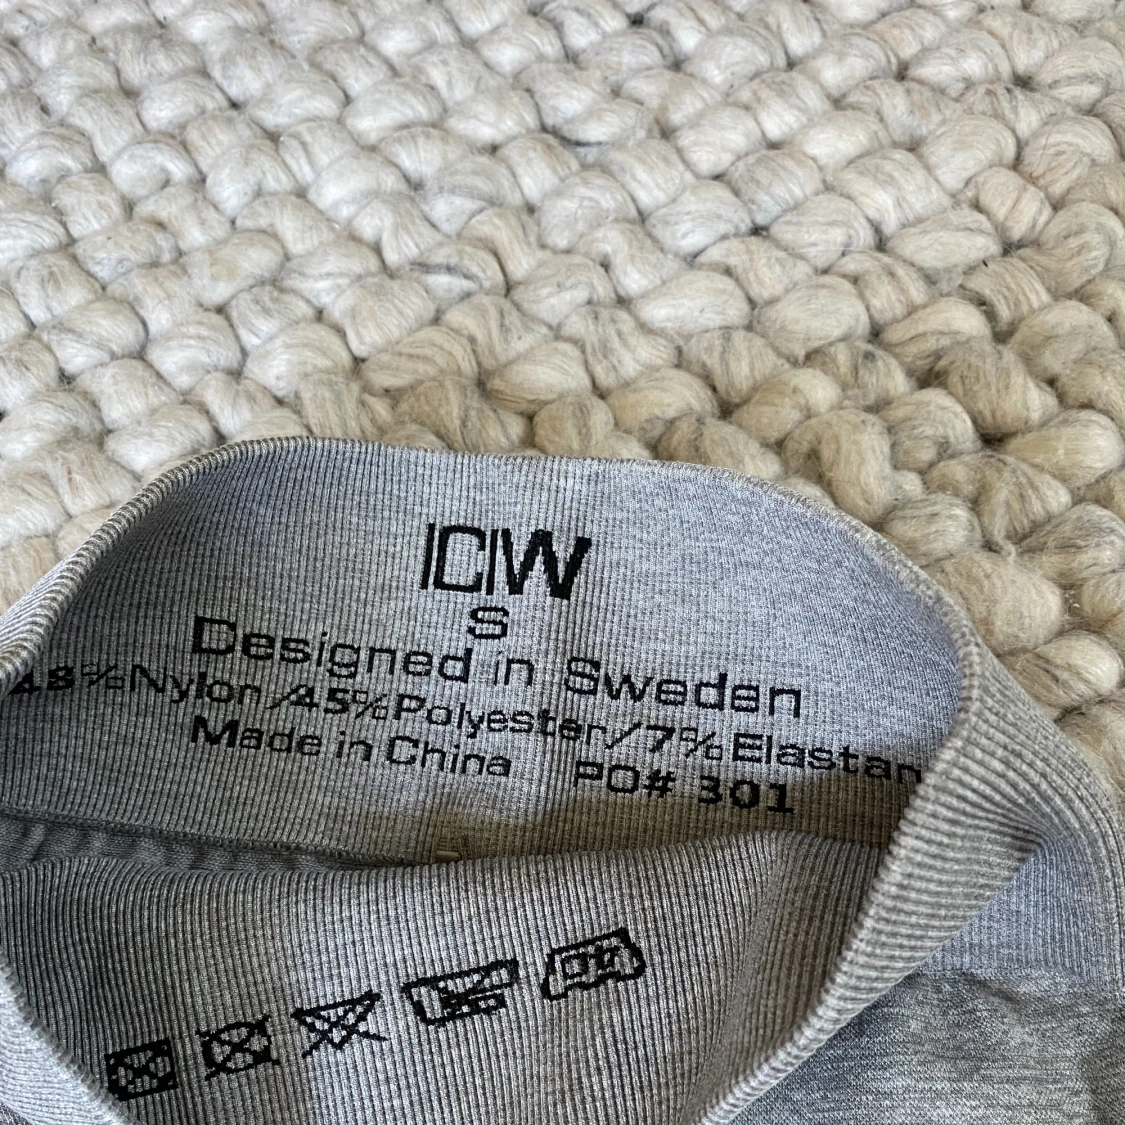 ICIW
S
Designed in Sweden
48%Nylon/45%Polyester/7%Elastan
Made in China PO# 301